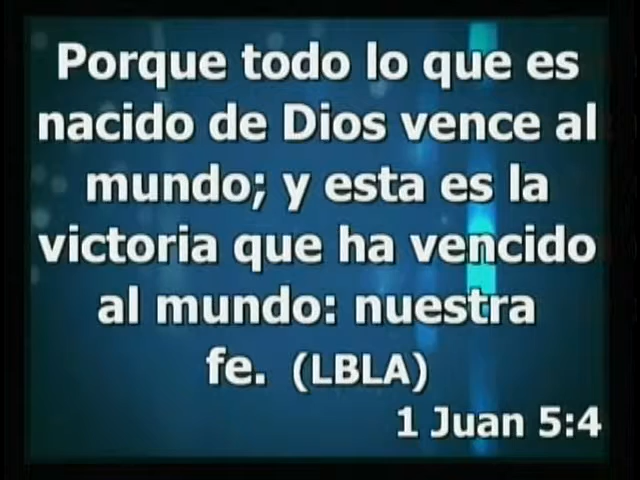 Porque todo lo que es
nacido de Dios vence al
mundo; y esta es la
victoria que ha vencido
al mundo: nuestra
fe. (LBLA)
1 Juan 5:4